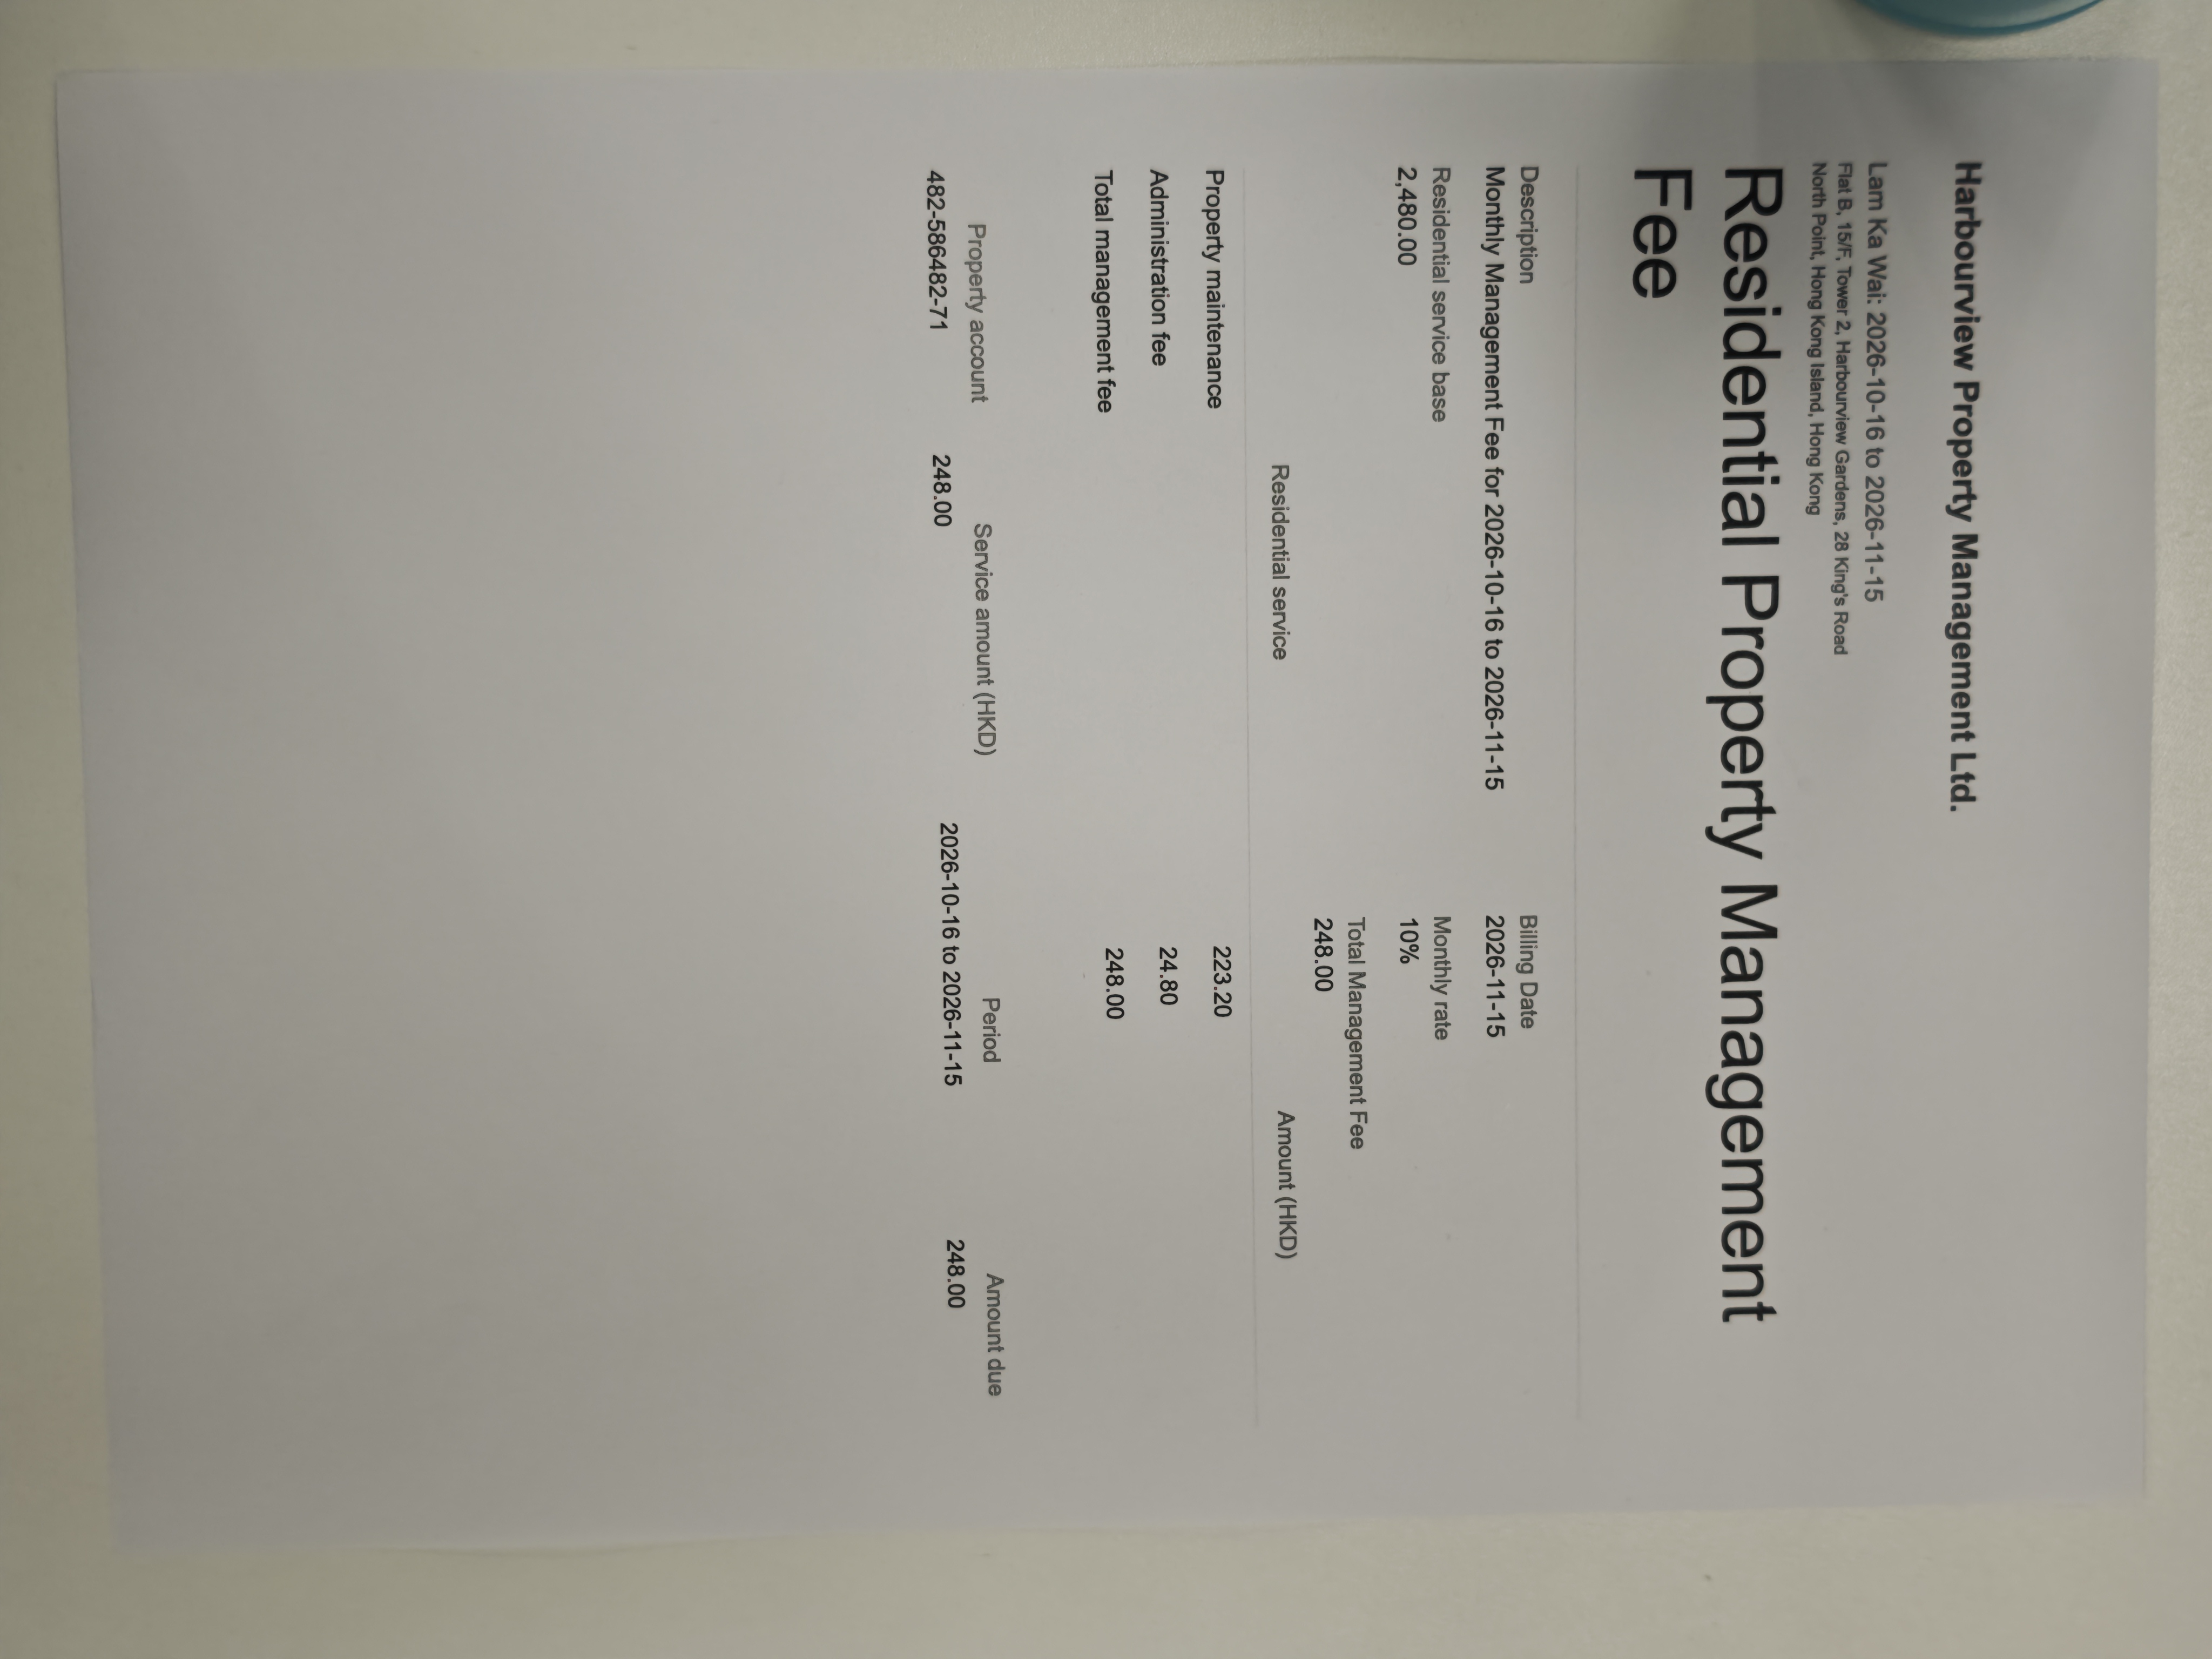 Harbourview Property Management Ltd.
Lam Ka Wai: 2026-10-16 to 2026-11-15
Flat B, 15/F, Tower 2, Harbourview Gardens, 28 King's Road
North Point, Hong Kong Island, Hong Kong
Residential Property Management
Fee
Description Billing Date
Monthly Management Fee for 2026-10-16 to 2026-11-15 2026-11-15
Residential service base Monthly rate
2,480.00 10%
Total Management Fee
248.00
Residential service Amount (HKD)
Property maintenance 223.20
Administration fee 24.80
Total management fee 248.00
Property account Service amount (HKD) Period Amount due
482-586482-71 248.00 2026-10-16 to 2026-11-15 248.00